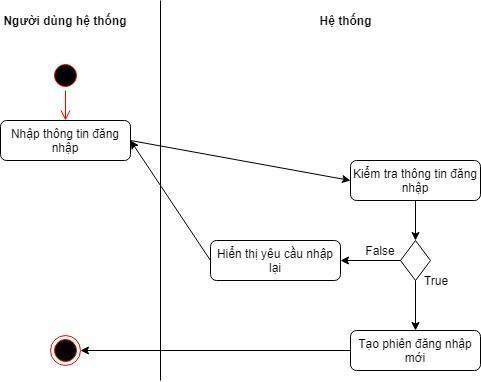 Người dùng hệ thống
Hệ thống
Nhập thông tin đăng
nhập
Kiểm tra thông tin đăng
nhập
False
Hiển thị yêu cầu nhập
lại
True
Tạo phiên đăng nhập
mới